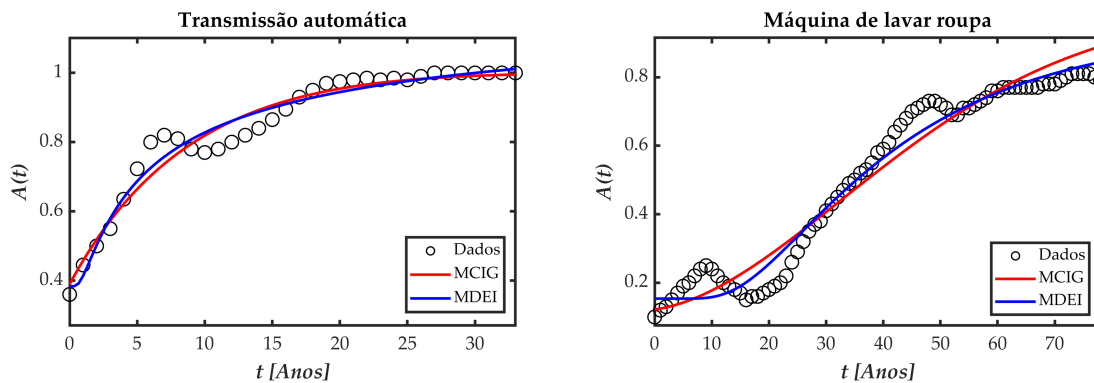 Transmissão automática
1
0.8
0.6
0.4
A(t)
0
5
10
15
20
25
30
t [Anos]
Dados
MCIG
MDEI
Máquina de lavar roupa
0.8
0.6
0.4
0.2
0
A(t)
0
10
20
30
40
50
60
70
t [Anos]
Dados
MCIG
MDEI